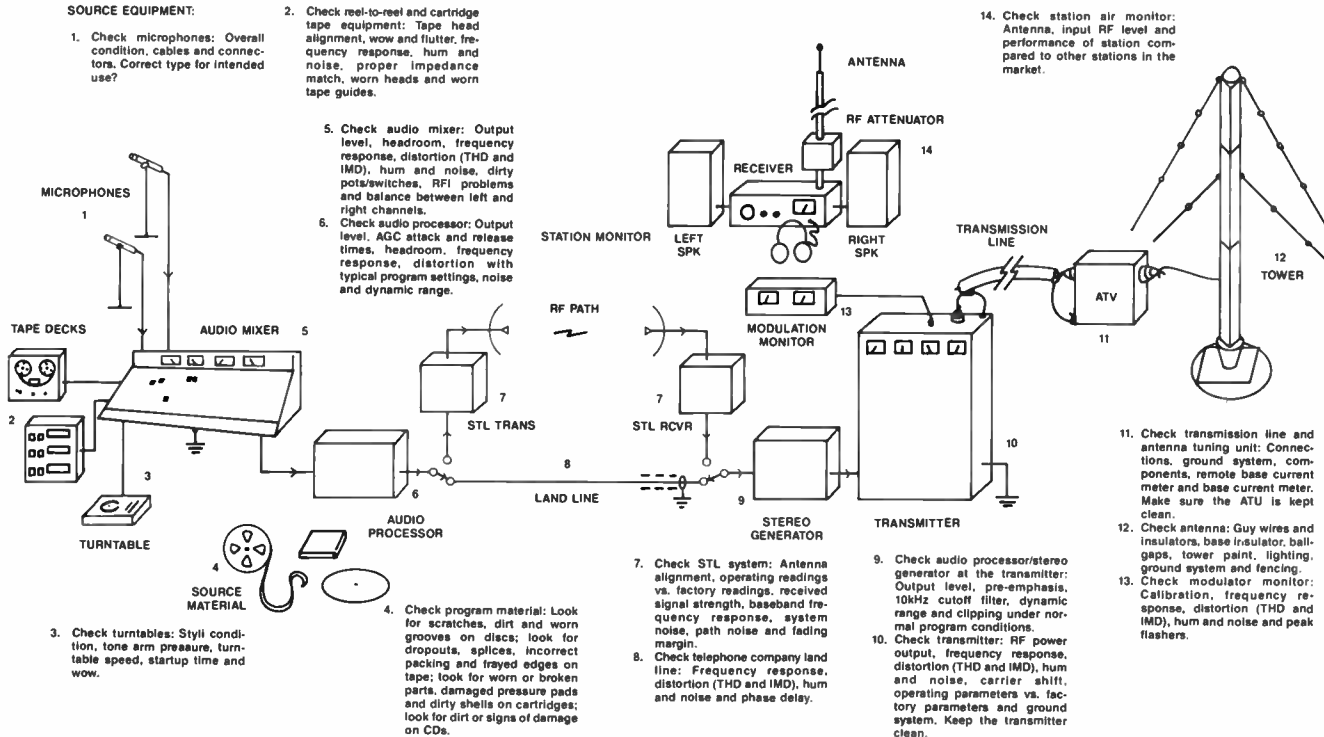 SOURCE EQUIPMENT:
1. Check microphones: Overall
condition, cables and connec-
tors. Correct type for intended
use?
2. Check reel-to-reel and cartridge
tape equipment: Tape head
alignment, wow and flutter, fre-
quency response, hum and
noise, proper impedance
match, worn heads and worn
tape guides.
14. Check station air monitor:
Antenna, input RF level and
performance of station com-
pared to other stations in the
market.
5. Check audio mixer: Output
level, headroom, frequency
response, distortion (THD and
IMD), hum and noise, dirty
pots/switches, RFI problems
and balance between left and
right channels.
6. Check audio processor: Output
level, AGC attack and release
times, headroom, frequency
response, distortion with
typical program settings, noise
and dynamic range.
ANTENNA
RF ATTENUATOR
14
RECEIVER
STATION MONITOR
LEFT
SPK
RIGHT
SPK
MICROPHONES
1
TRANSMISSION
LINE
12
TOWER
ATV
11
RF PATH
13
MODULATION
MONITOR
TAPE DECKS
AUDIO MIXER
5
2
7
STL TRANS
7
STL RCVR
3
TURNTABLE
6
AUDIO
PROCESSOR
8
LAND LINE
9
STEREO
GENERATOR
10
TRANSMITTER
4
SOURCE
MATERIAL
3. Check turntables: Styli condi-
tion, tone arm pressure, turn-
table speed, startup time and
wow.
4. Check program material: Look
for scratches, dirt and worn
grooves on discs; look for
dropouts, splices, incorrect
packing and frayed edges on
tape; look for worn or broken
parts, damaged pressure pads
and dirty shells on cartridges;
look for dirt or signs of damage
on CDs.
7. Check STL system: Antenna
alignment, operating readings
vs. factory readings, received
signal strength, baseband fre-
quency response, system
noise, path noise and fading
margin.
8. Check telephone company land
line: Frequency response,
distortion (THD and IMD), hum
and noise and phase delay.
9. Check audio processor/stereo
generator at the transmitter:
Output level, pre-emphasis,
10kHz cutoff filter, dynamic
range and clipping under nor-
mal program conditions.
10. Check transmitter: RF power
output, frequency response,
distortion (THD and IMD), hum
and noise, carrier shift,
operating parameters vs. fac-
tory parameters and ground
system. Keep the transmitter
clean.
11. Check transmission line and
antenna tuning unit: Connec-
tions, ground system, com-
ponents, remote base current
meter and base current meter.
Make sure the ATU is kept
clean.
12. Check antenna: Guy wires and
insulators, base insulator, ball-
gaps, tower paint, lighting,
ground system and fencing.
13. Check modulator monitor:
Calibration, frequency re-
sponse, distortion (THD and
IMD), hum and noise and peak
flashers.